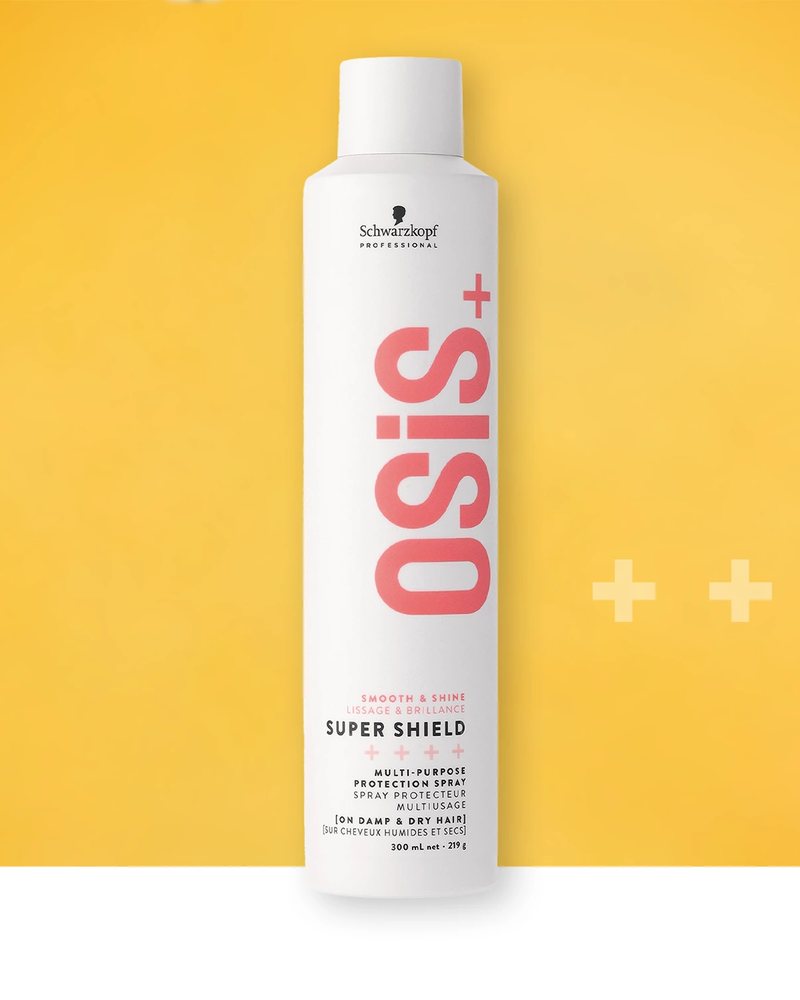 Schwarzkopf
PROFESSIONAL
OSiS+
SMOOTH & SHINE
LISSAGE & BRILLANCE
SUPER SHIELD
++++
MULTI-PURPOSE
PROTECTION SPRAY
SPRAY PROTECTEUR
MULTIUSAGE
[ON DAMP & DRY HAIR]
[SUR CHEVEUX HUMIDES ET SECS]
300 mL net · 219 g
++